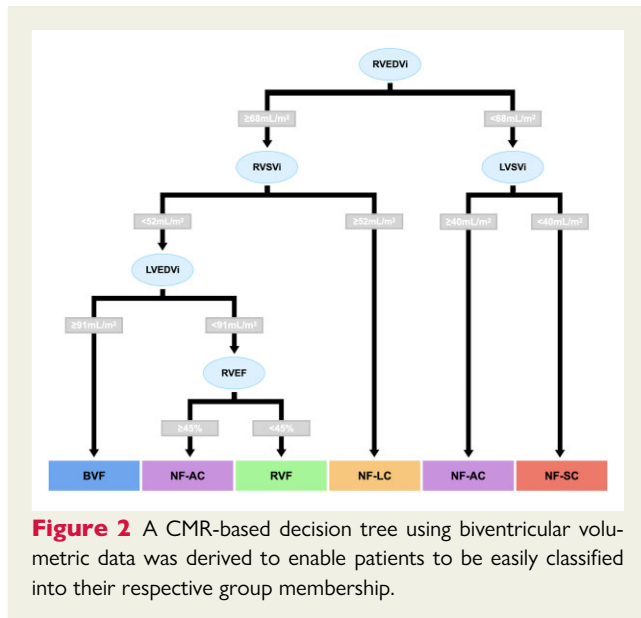 RVEDVi
≥68mL/m² <68mL/m²
RVSVi LVSVi
<52mL/m² ≥52mL/m² ≥40mL/m² <40mL/m²
LVEDVi
≥91mL/m² <91mL/m²
RVEF
≥45% <45%
BVF NF-AC RVF NF-LC NF-AC NF-SC
Figure 2 A CMR-based decision tree using biventricular volu-
metric data was derived to enable patients to be easily classified
into their respective group membership.